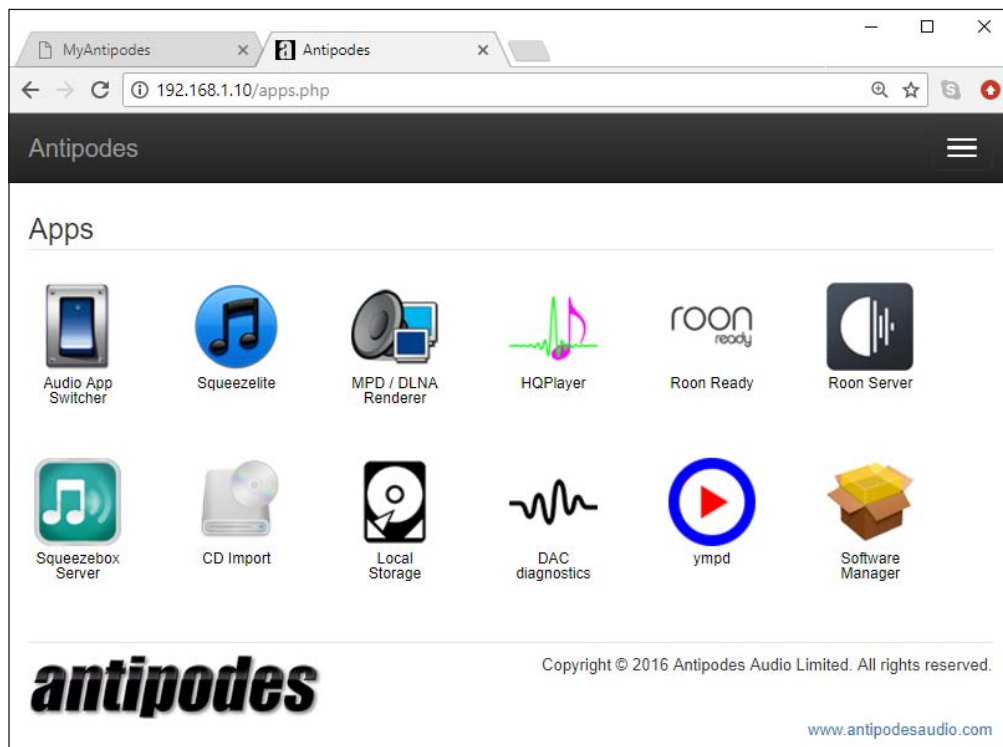 MyAntipodes
Antipodes
192.168.1.10/apps.php
Antipodes
Apps
roon
ready
Audio App
Switcher
Squeezelite
MPD / DLNA
Renderer
HQPlayer
Roon Ready
Roon Server
Squeezebox
Server
CD Import
Local
Storage
DAC
diagnostics
ympd
Software
Manager
antipodes
Copyright © 2016 Antipodes Audio Limited. All rights reserved.
www.antipodesaudio.com